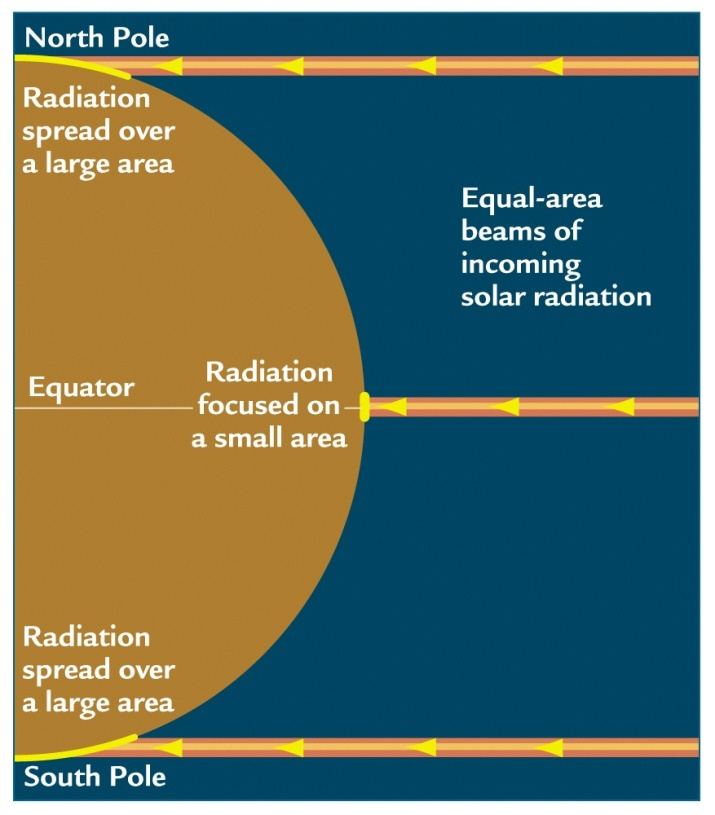 North Pole
Radiation
spread over
a large area
Equal-area
beams of
incoming
solar radiation
Equator
Radiation
focused on
a small area
Radiation
spread over
a large area
South Pole